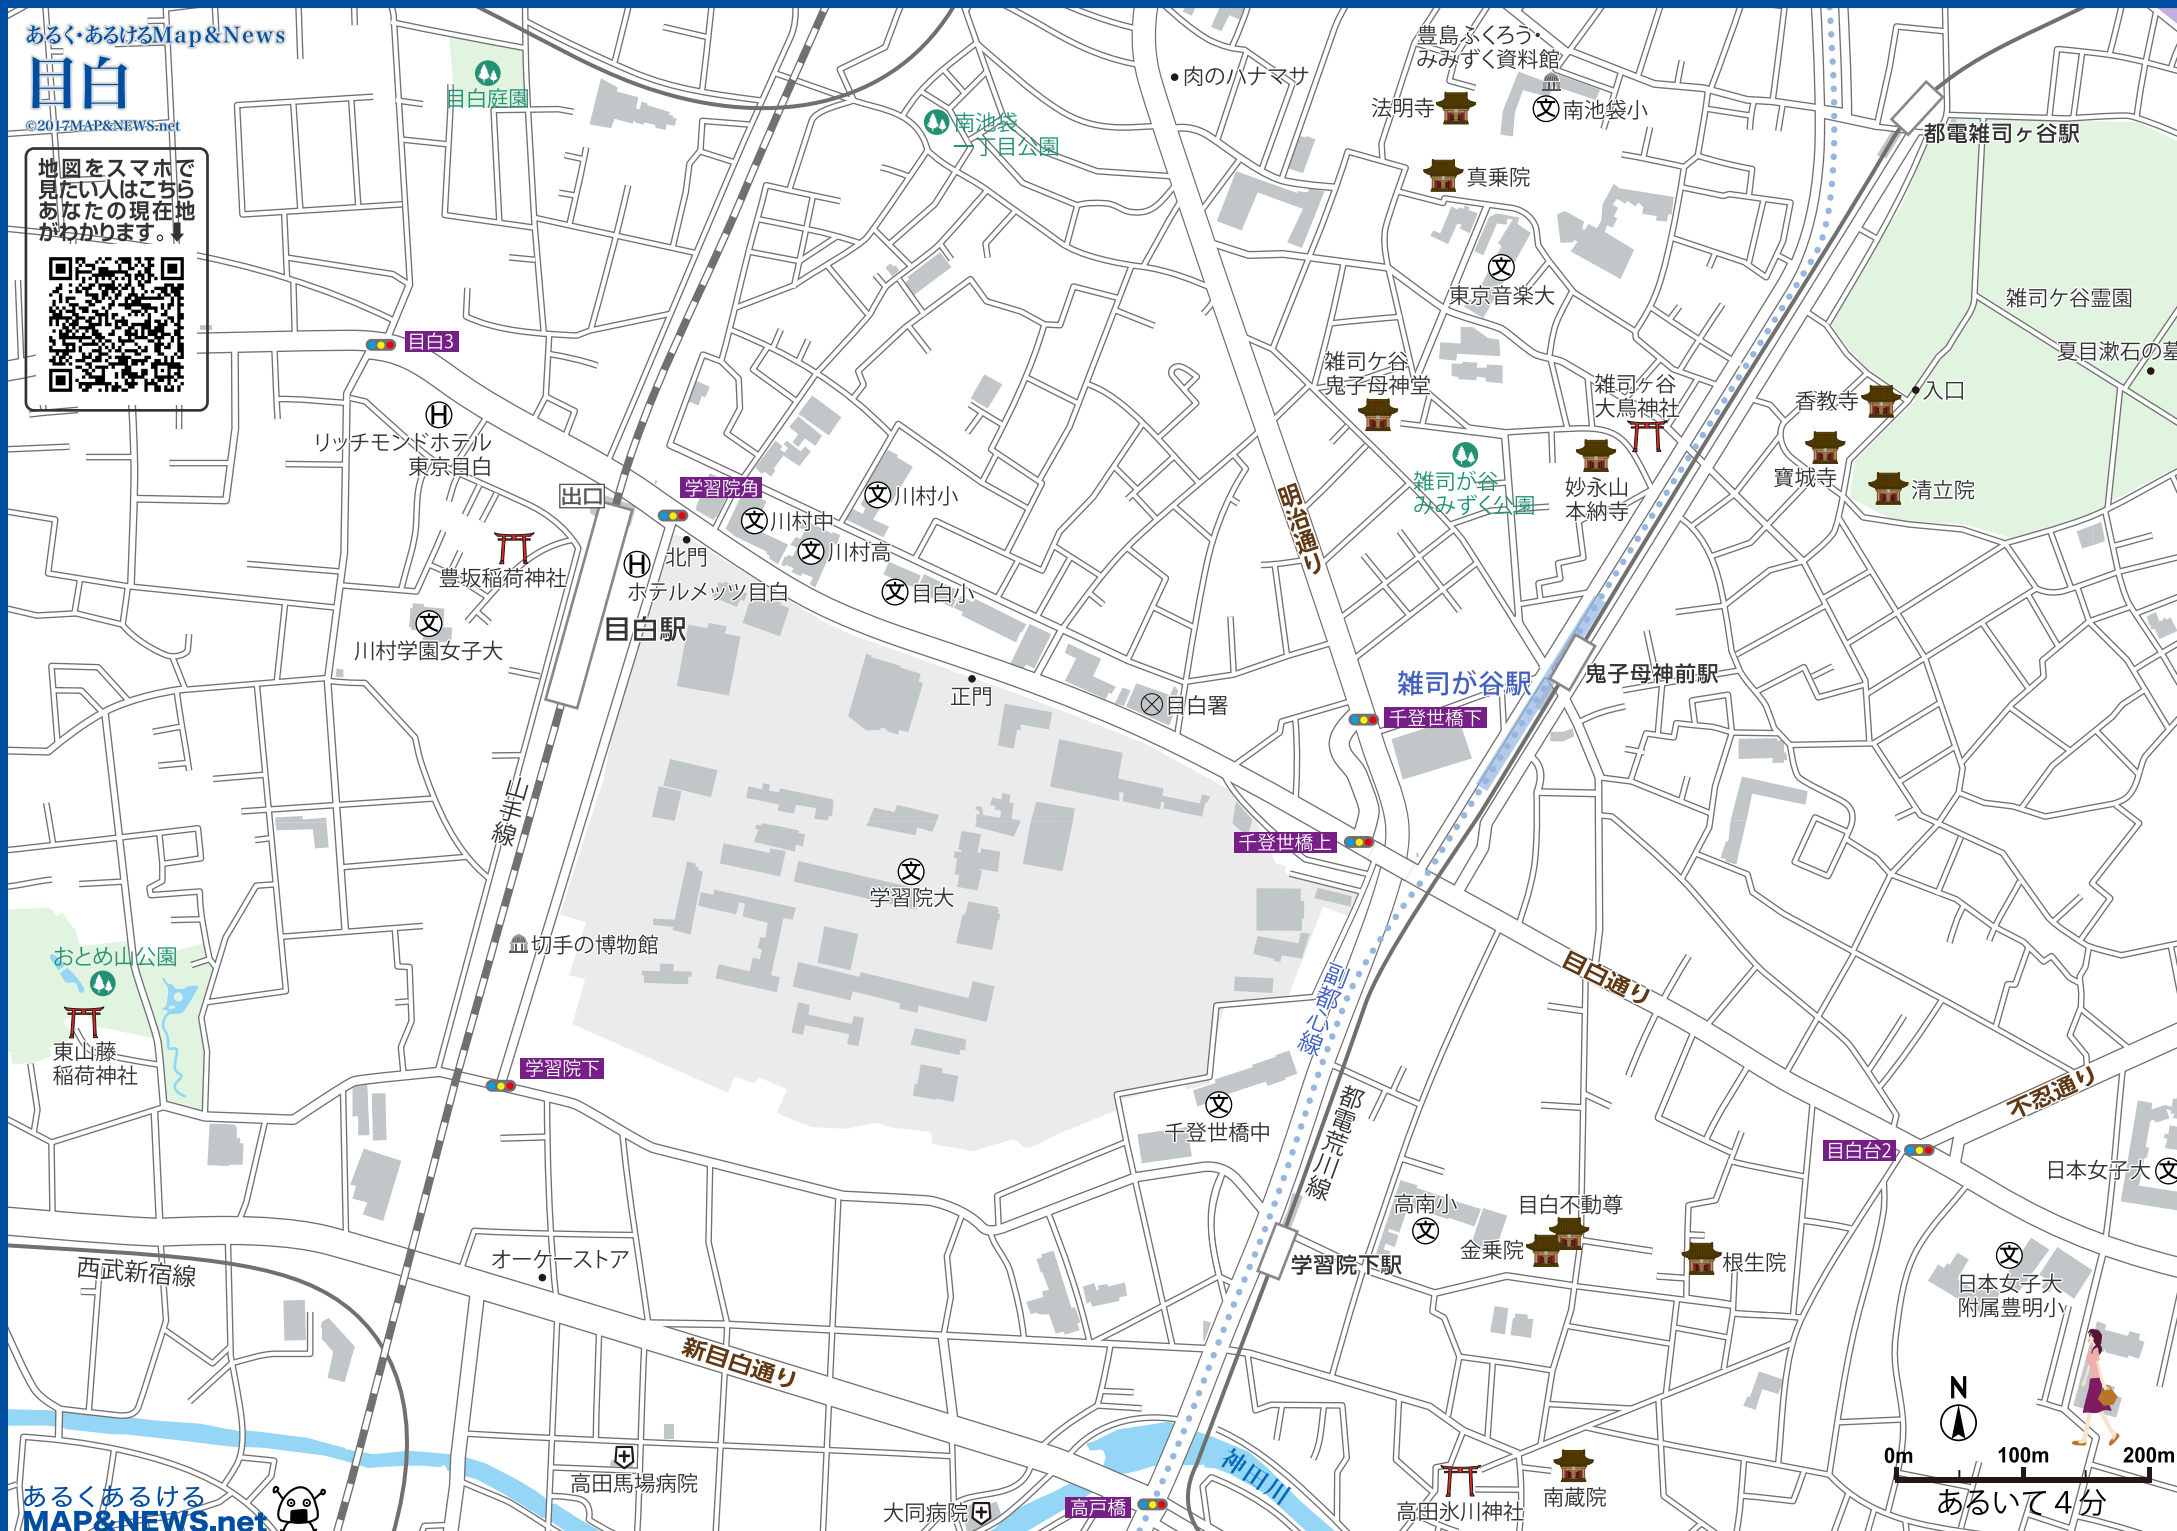 あるく・あるけるMap&News
目白
©2017MAP&NEWS.net
地図をスマホで
見たい人はこちら
あなたの現在地
がわかります。⬇
目白庭園
南池袋
一丁目公園
肉のハナマサ
豊島ふくろう・
みみずく資料館
法明寺
南池袋小
都電雑司ヶ谷駅
真乗院
東京音楽大
雑司ケ谷霊園
夏目漱石の墓
目白3
雑司ケ谷
鬼子母神堂
雑司ヶ谷
大鳥神社
香教寺
入口
リッチモンドホテル
東京目白
雑司が谷
みみずく公園
妙永山
本納寺
寶城寺
清立院
出口
学習院角
川村小
川村中
川村高
北門
明治通り
豊坂稲荷神社
ホテルメッツ目白
目白小
目白駅
川村学園女子大
正門
目白署
雑司が谷駅
鬼子母神前駅
千登世橋下
山手線
千登世橋上
学習院大
切手の博物館
おとめ山公園
副都心線
目白通り
東山藤
稲荷神社
学習院下
都電荒川線
不忍通り
千登世橋中
目白台2
日本女子大
高南小
目白不動尊
金乗院
根生院
オーケーストア
西武新宿線
学習院下駅
日本女子大
附属豊明小
新目白通り
N
0m 100m 200m
あるいて４分
神田川
高田馬場病院
大同病院
高戸橋
高田氷川神社
南蔵院
あるくあるける
MAP&NEWS.net